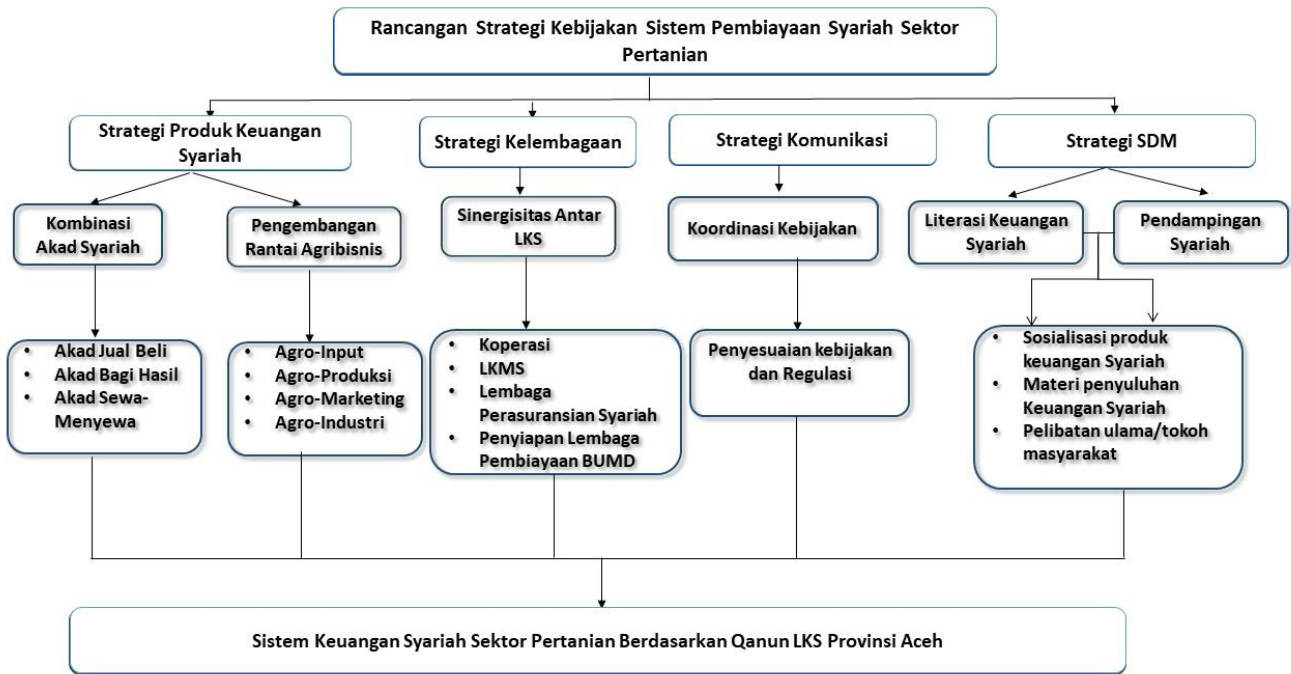 Rancangan Strategi Kebijakan Sistem Pembiayaan Syariah Sektor
Pertanian
Strategi Produk Keuangan
Syariah
Strategi Kelembagaan
Strategi Komunikasi
Strategi SDM
Kombinasi
Akad Syariah
Pengembangan
Rantai Agribisnis
Sinergisitas Antar
LKS
Koordinasi Kebijakan
Literasi Keuangan
Syariah
Pendampingan
Syariah
• Akad Jual Beli
• Akad Bagi Hasil
• Akad Sewa-
Menyewa
• Agro-Input
• Agro-Produksi
• Agro-Marketing
• Agro-Industri
• Koperasi
• LKMS
• Lembaga
Perasuransian Syariah
• Penyiapan Lembaga
Pembiayaan BUMD
Penyesuaian kebijakan
dan Regulasi
• Sosialisasi produk
keuangan Syariah
• Materi penyuluhan
Keuangan Syariah
• Pelibatan ulama/tokoh
masyarakat
Sistem Keuangan Syariah Sektor Pertanian Berdasarkan Qanun LKS Provinsi Aceh